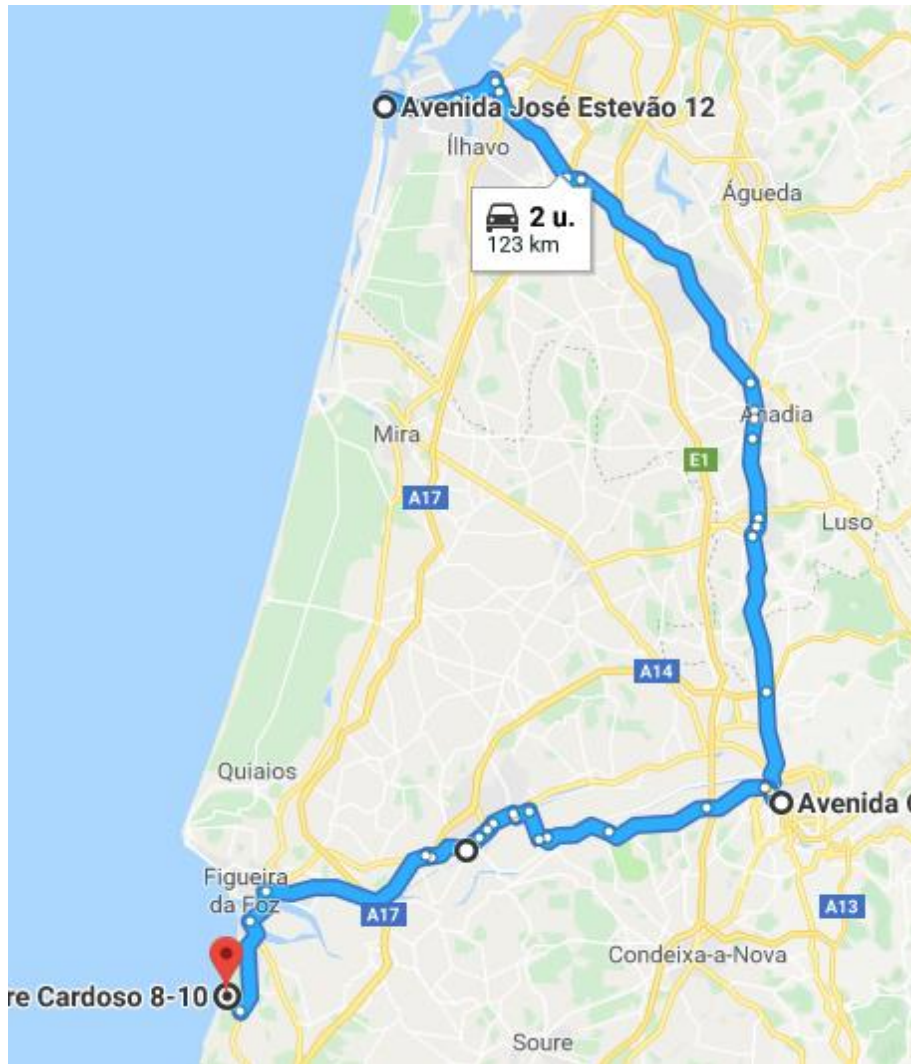 Avenida José Estevão 12
Ílhavo
Águeda
2 u.
123 km
Anadia
Mira
E1
A17
Luso
A14
Quiaios
Avenida
Figueira
da Foz
A17
A13
Condeixa-a-Nova
re Cardoso 8-10
Soure